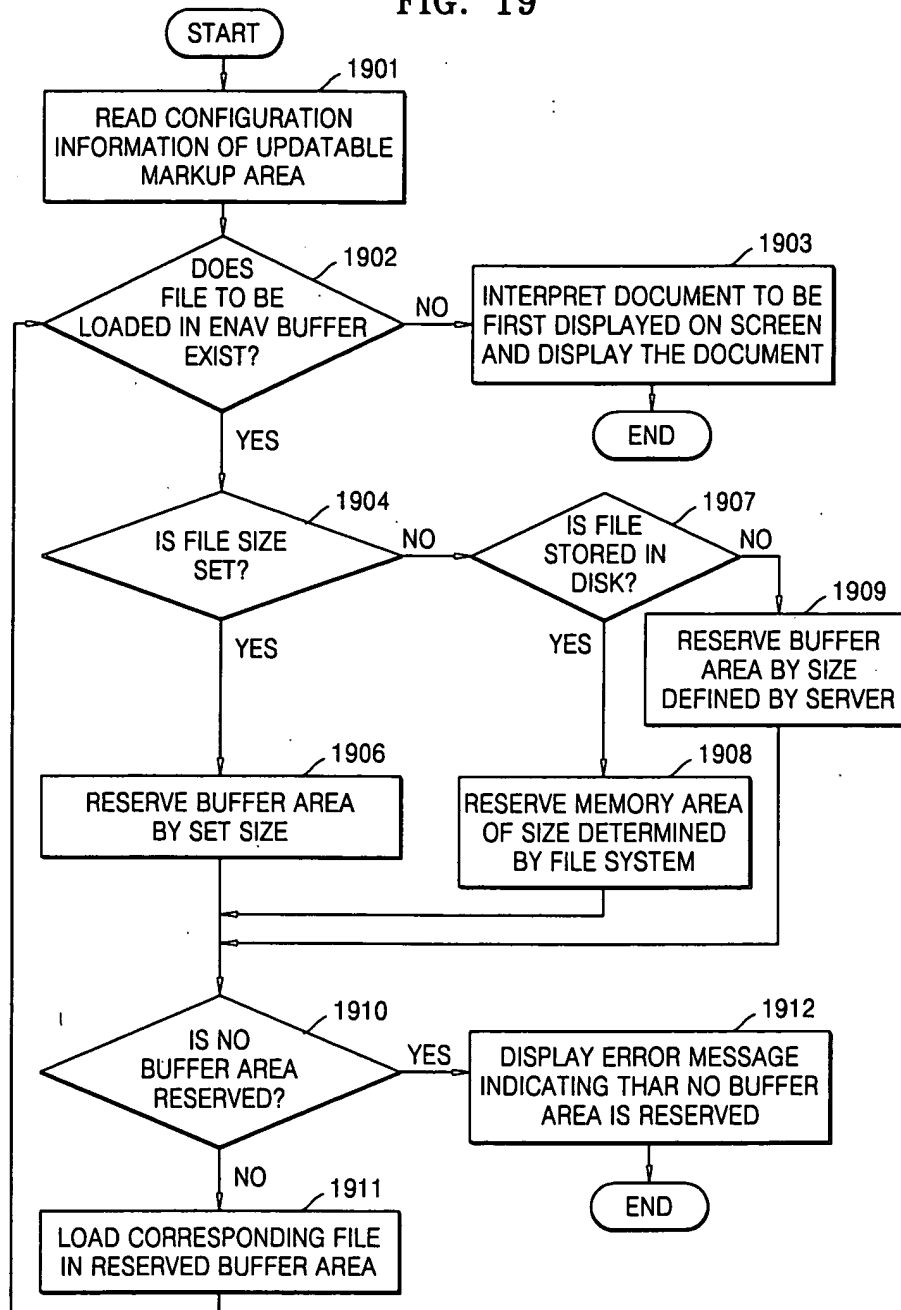 FIG. 19
START
1901
READ CONFIGURATION
INFORMATION OF UPDATABLE
MARKUP AREA
1902
DOES
FILE TO BE
LOADED IN ENAV BUFFER
EXIST?
NO
1903
INTERPRET DOCUMENT TO BE
FIRST DISPLAYED ON SCREEN
AND DISPLAY THE DOCUMENT
END
YES
1904
IS FILE SIZE
SET?
NO
1907
IS FILE
STORED IN
DISK?
NO
1909
RESERVE BUFFER
AREA BY SIZE
DEFINED BY SERVER
YES
YES
1906
RESERVE BUFFER AREA
BY SET SIZE
1908
RESERVE MEMORY AREA
OF SIZE DETERMINED
BY FILE SYSTEM
1910
IS NO
BUFFER AREA
RESERVED?
YES
1912
DISPLAY ERROR MESSAGE
INDICATING THAR NO BUFFER
AREA IS RESERVED
END
NO
1911
LOAD CORRESPONDING FILE
IN RESERVED BUFFER AREA